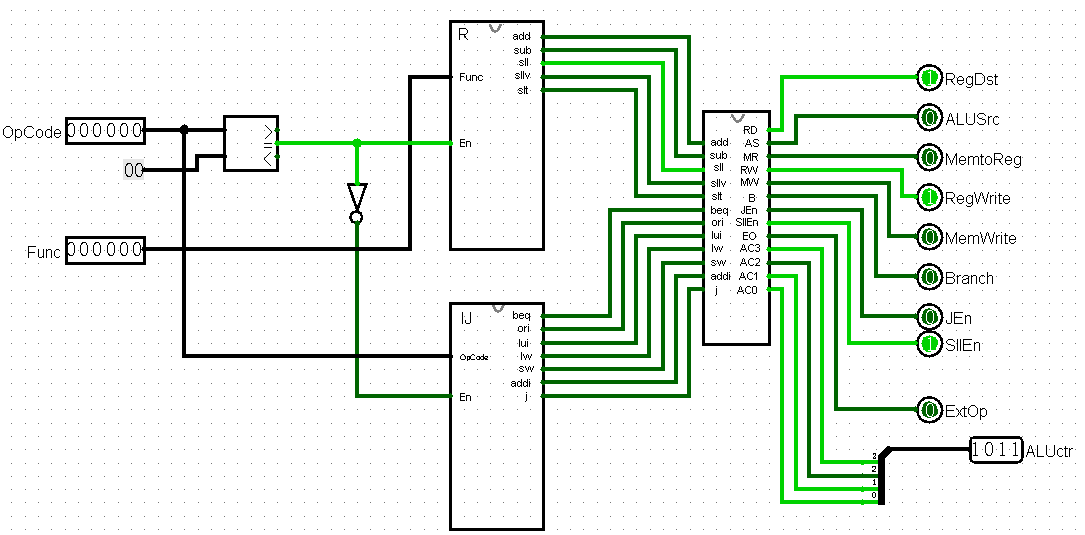 OpCode 000000
00
Func 000000
> = <
R
Func
En
add
sub
sll
sllv
slt
IJ
OpCode
En
beq
ori
lui
lw
sw
addi
j
add RD
sub AS
sll MR
sllv RW
slt MW
beq B
ori JEn
lui SllEn
lw EO
sw AC3
addi AC2
j AC1
AC0
1 RegDst
0 ALUSrc
0 MemtoReg
1 RegWrite
0 MemWrite
0 Branch
0 JEn
1 SllEn
0 ExtOp
2
2
1
0
1011 ALUctr